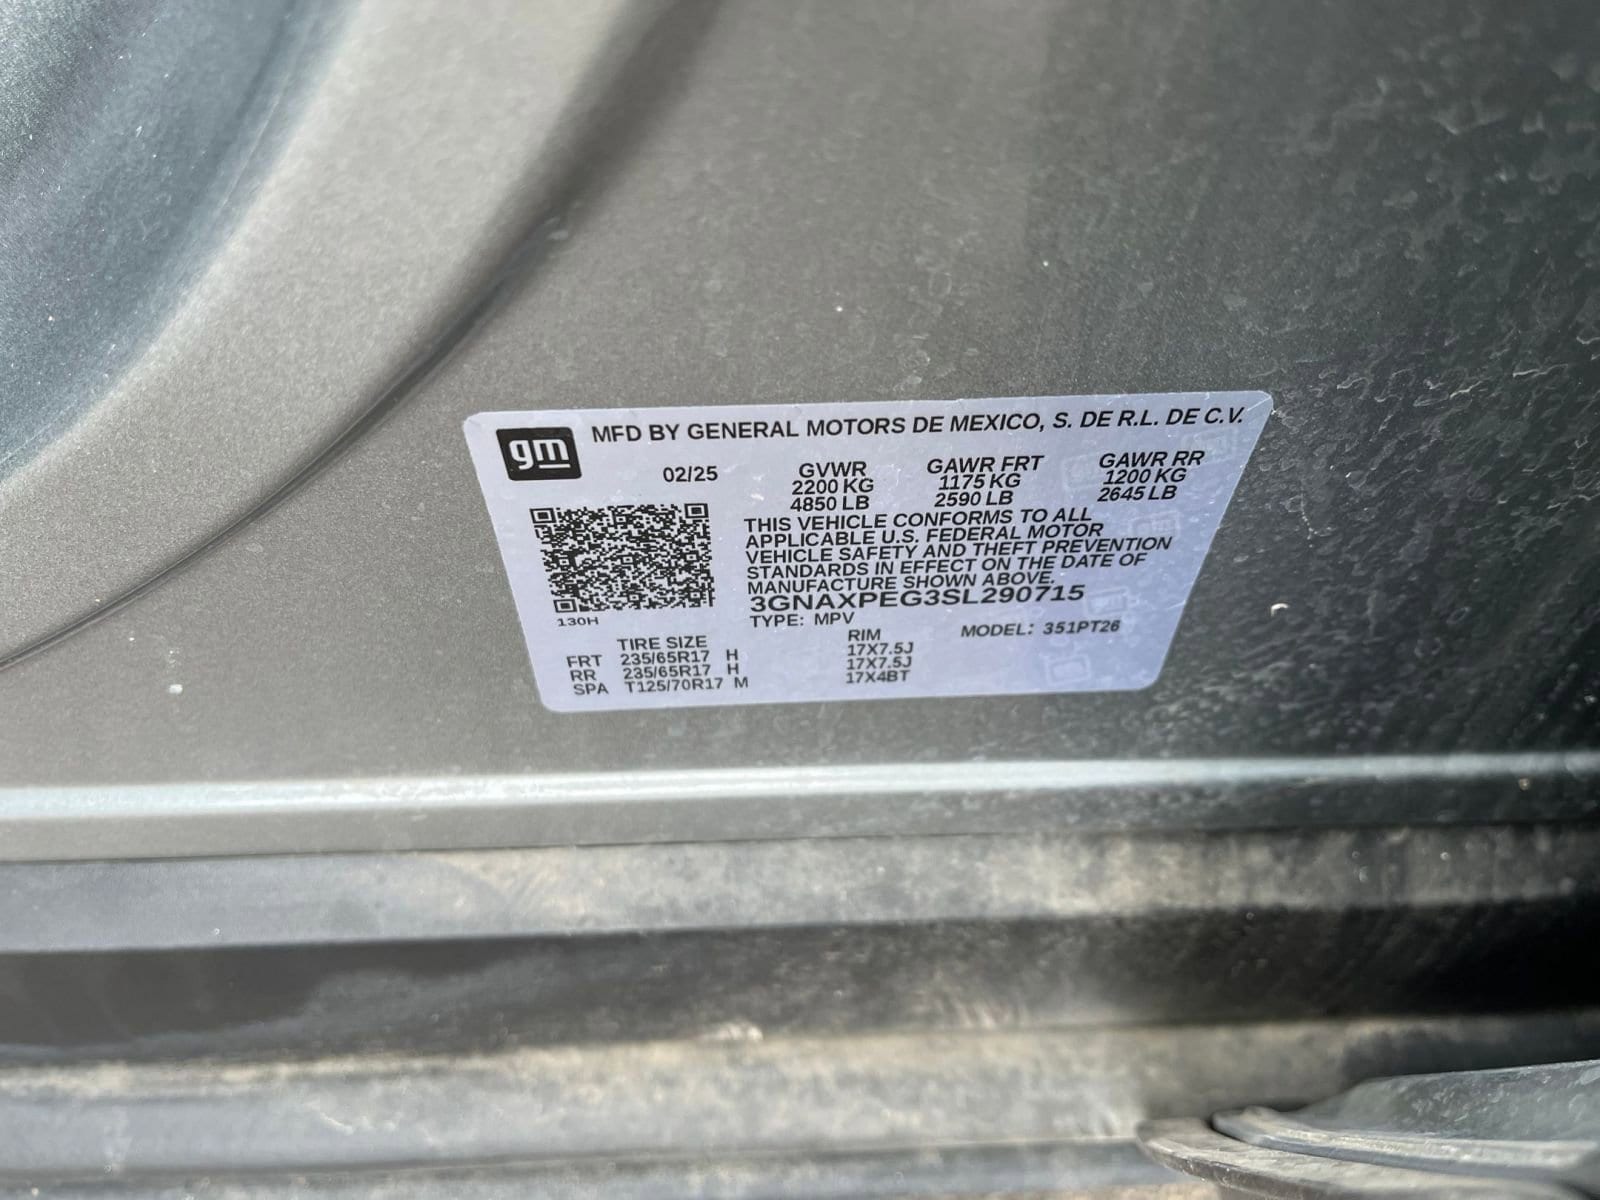 gm
MFD BY GENERAL MOTORS DE MEXICO, S. DE R.L. DE C.V.
02/25 GVWR GAWR FRT GAWR RR
2200 KG 1175 KG 1200 KG
4850 LB 2590 LB 2645 LB
THIS VEHICLE CONFORMS TO ALL
APPLICABLE U.S. FEDERAL MOTOR
VEHICLE SAFETY AND THEFT PREVENTION
STANDARDS IN EFFECT ON THE DATE OF
MANUFACTURE SHOWN ABOVE.
3GNAXPEG3SL290715
130H
TYPE: MPV MODEL: 351PT26
TIRE SIZE RIM
FRT 235/65R17 H 17X7.5J
RR 235/65R17 H 17X7.5J
SPA T125/70R17 M 17X4BT